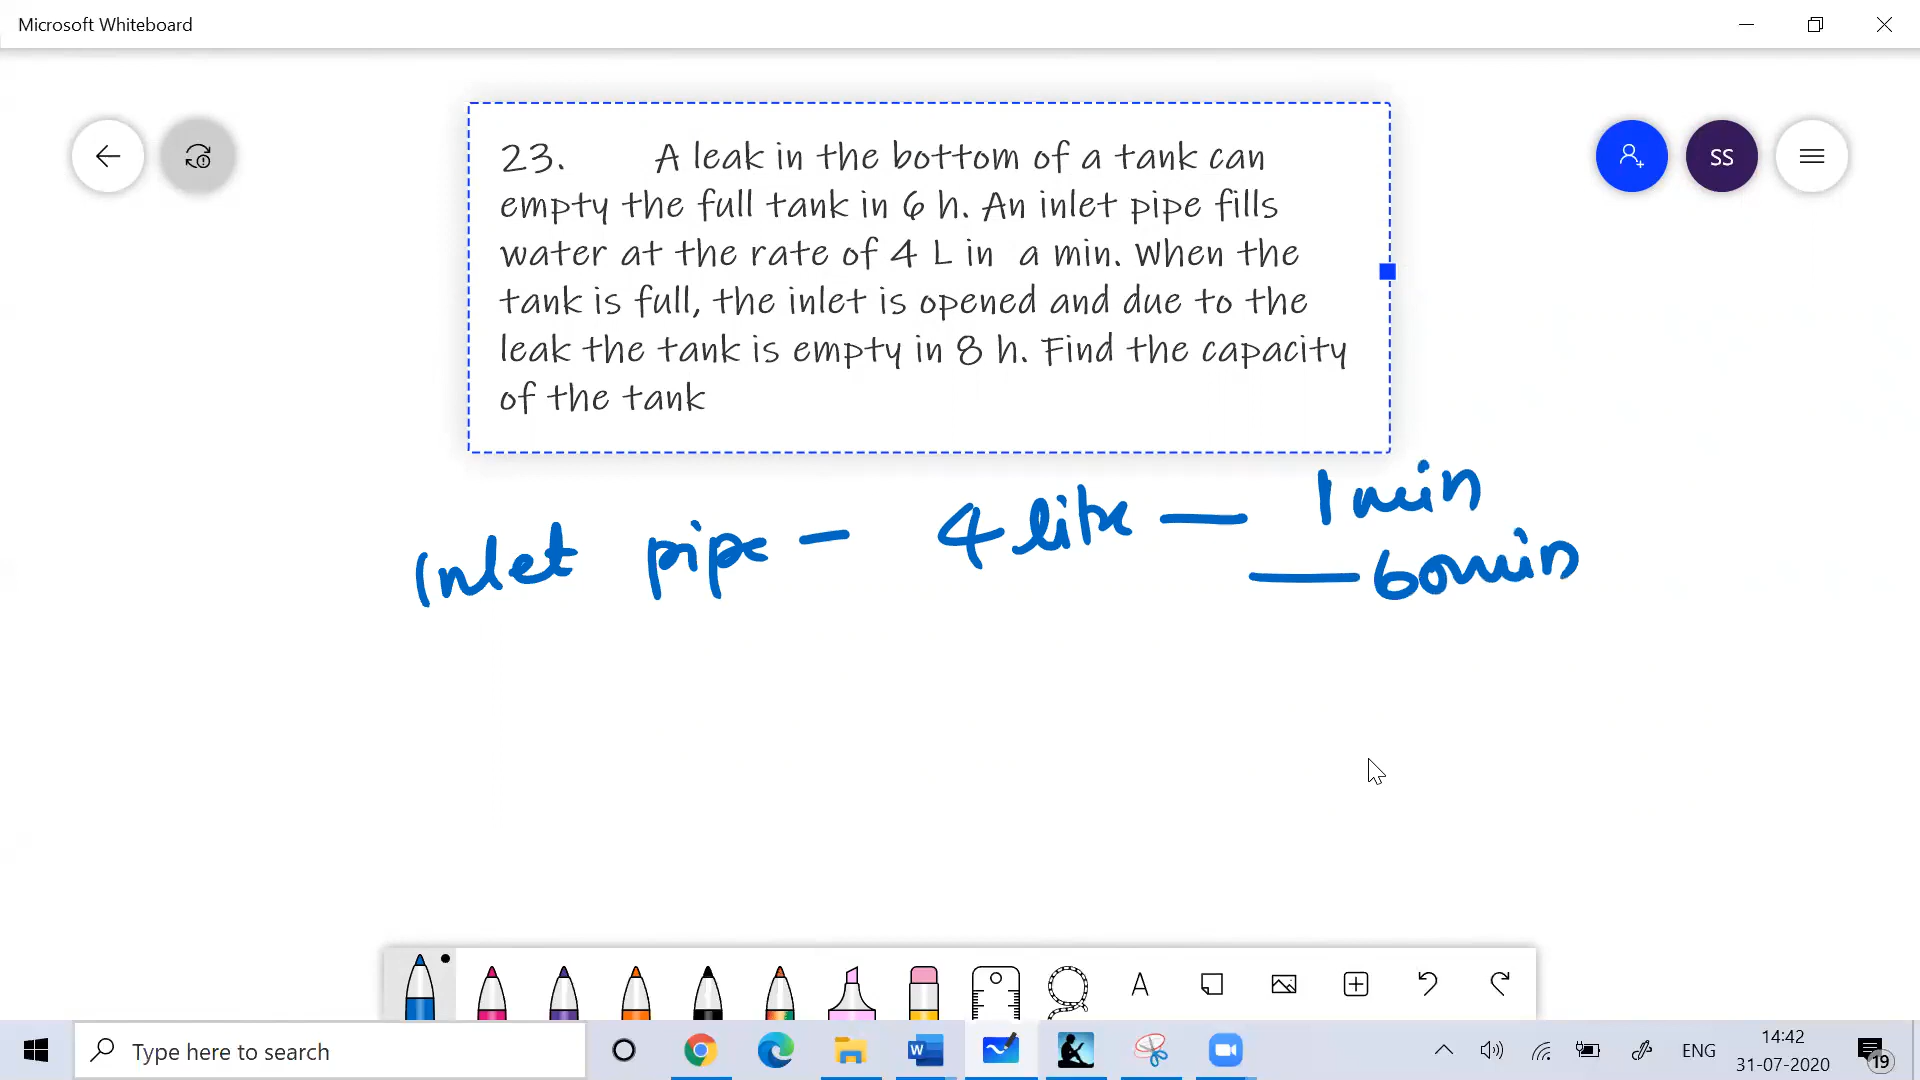 Microsoft Whiteboard
23. A leak in the bottom of a tank can
empty the full tank in 6 h. An inlet pipe fills
water at the rate of 4 L in a min. When the
tank is full, the inlet is opened and due to the
leak the tank is empty in 8 h. Find the capacity
of the tank
SS
Inlet pipe - 4 litre — 1 min
— 60min
A
Type here to search
W
ENG
14:42
31-07-2020
19